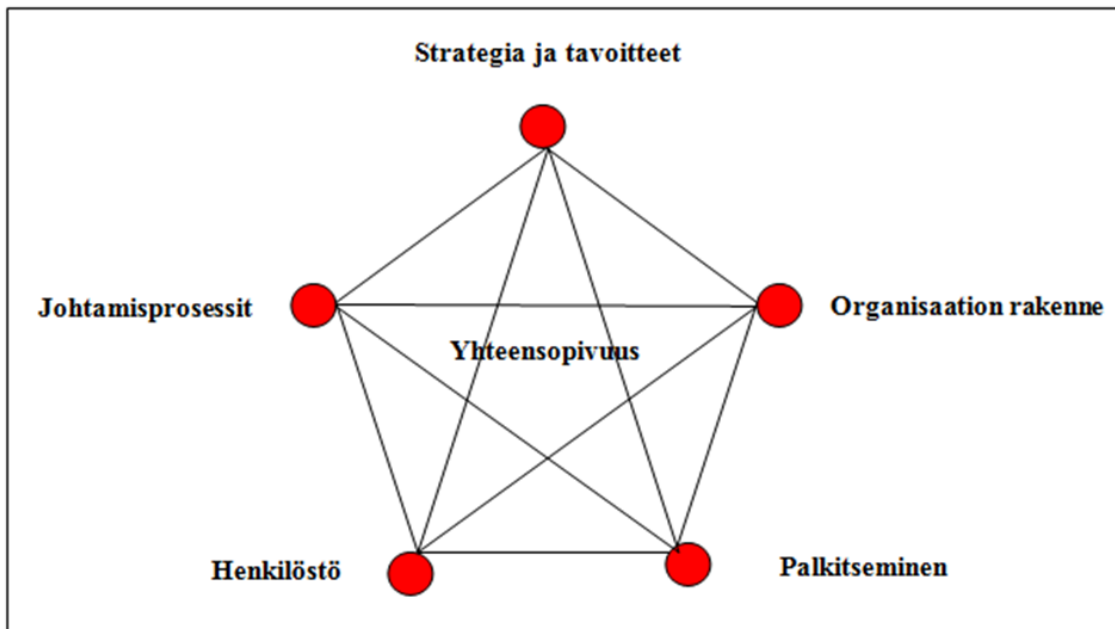 Strategia ja tavoitteet
Johtamisprosessit
Organisaation rakenne
Yhteensopivuus
Henkilöstö
Palkitseminen